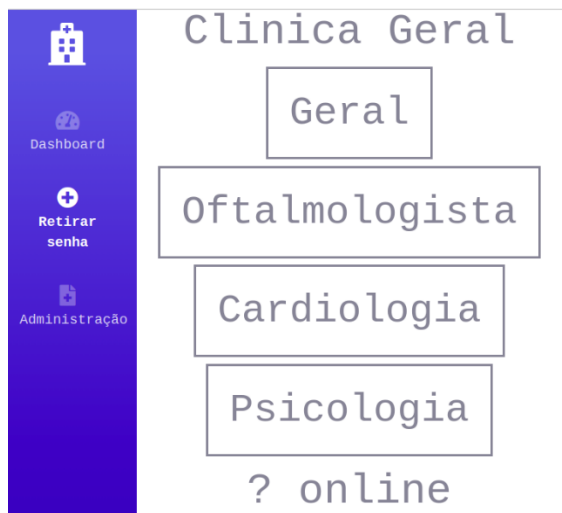 Clinica Geral
Geral
Oftalmologista
Cardiologia
Psicologia
? online
Dashboard
Retirar
senha
Administração